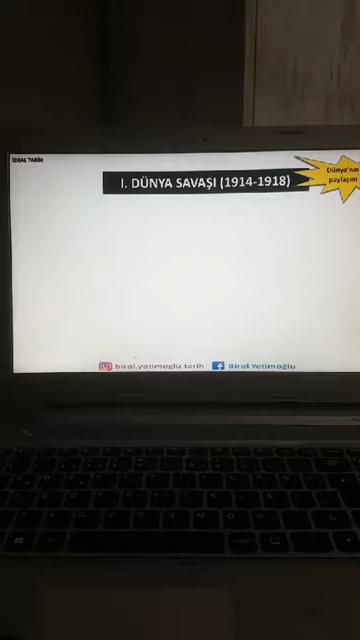 İDEAL TARİH
I. DÜNYA SAVAŞI (1914-1918)
Dünya'nın
paylaşım
birol.yetimoglu.tarih
Birol Yetimoğlu